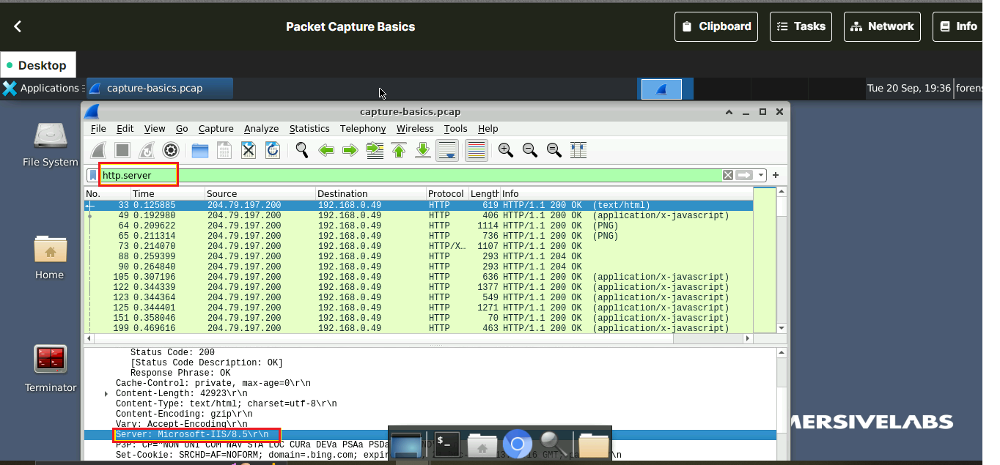 Packet Capture Basics
Clipboard Tasks Network Info
Desktop
Applications capture-basics.pcap Tue 20 Sep, 19:36 forens
capture-basics.pcap
File Edit View Go Capture Analyze Statistics Telephony Wireless Tools Help
File System
http.server
No. Time Source Destination Protocol Length Info
33 0.125885 204.79.197.200 192.168.0.49 HTTP 619 HTTP/1.1 200 OK (text/html)
49 0.192980 204.79.197.200 192.168.0.49 HTTP 406 HTTP/1.1 200 OK (application/x-javascript)
64 0.209622 204.79.197.200 192.168.0.49 HTTP 1114 HTTP/1.1 200 OK (PNG)
65 0.211314 204.79.197.200 192.168.0.49 HTTP 736 HTTP/1.1 200 OK (PNG)
73 0.214070 204.79.197.200 192.168.0.49 HTTP/X… 1107 HTTP/1.1 200 OK
88 0.259399 204.79.197.200 192.168.0.49 HTTP 293 HTTP/1.1 204 OK
90 0.264840 204.79.197.200 192.168.0.49 HTTP 293 HTTP/1.1 204 OK
105 0.307196 204.79.197.200 192.168.0.49 HTTP 636 HTTP/1.1 200 OK (application/x-javascript)
122 0.344339 204.79.197.200 192.168.0.49 HTTP 1377 HTTP/1.1 200 OK (application/x-javascript)
123 0.344364 204.79.197.200 192.168.0.49 HTTP 549 HTTP/1.1 200 OK (application/x-javascript)
125 0.344401 204.79.197.200 192.168.0.49 HTTP 1271 HTTP/1.1 200 OK (application/x-javascript)
151 0.358046 204.79.197.200 192.168.0.49 HTTP 70 HTTP/1.1 200 OK (application/x-javascript)
199 0.469616 204.79.197.200 192.168.0.49 HTTP 463 HTTP/1.1 200 OK (application/x-javascript)
Home
Status Code: 200
[Status Code Description: OK]
Response Phrase: OK
Cache-Control: private, max-age=0\r\n
Content-Length: 42923\r\n
Content-Type: text/html; charset=utf-8\r\n
Content-Encoding: gzip\r\n
Vary: Accept-Encoding\r\n
Server: Microsoft-IIS/8.5\r\n
P3P: CP="NON UNI COM NAV STA LOC CURa DEVa PSAa PSD
Set-Cookie: SRCHD=AF=NOFORM; domain=.bing.com; expir
Terminator
MERSIVELABS